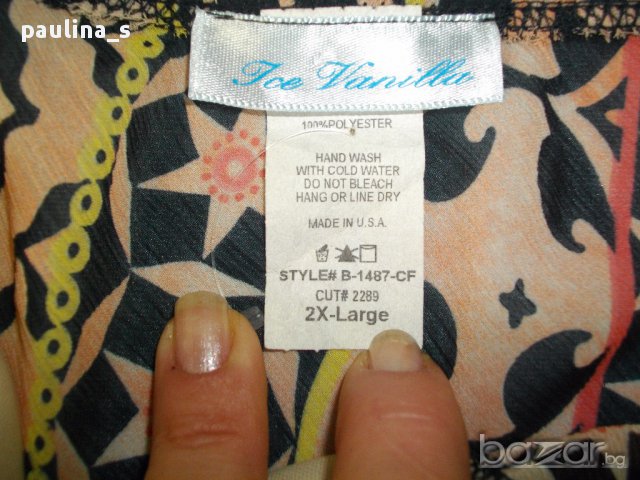 paulina_s
Ice Vanilla
100% POLYESTER
HAND WASH
WITH COLD WATER
DO NOT BLEACH
HANG OR LINE DRY
MADE IN U.S.A.
STYLE# B-1487-CF
CUT# 2289
2X-Large
bazar.bg